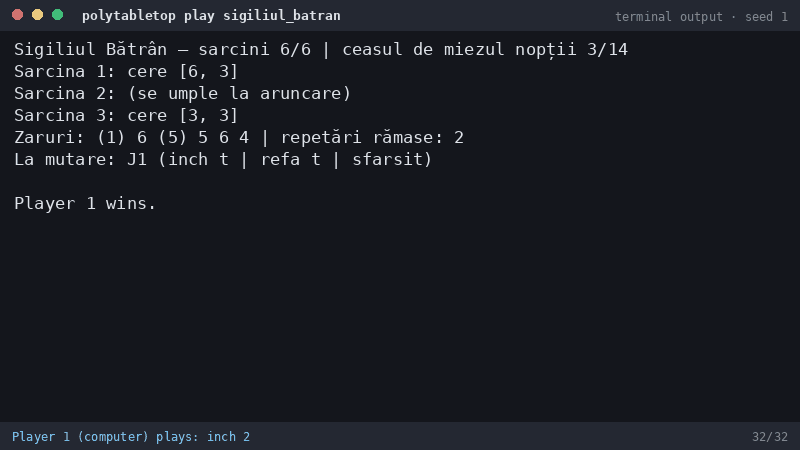 polytabletop play sigiliul_batran
terminal output · seed 1
Sigiliul Bătrân — sarcini 6/6 | ceasul de miezul nopții 3/14
Sarcina 1: cere [6, 3]
Sarcina 2: (se umple la aruncare)
Sarcina 3: cere [3, 3]
Zaruri: (1) 6 (5) 5 6 4 | repetări rămase: 2
La mutare: J1 (inch t | refa t | sfarsit)
Player 1 wins.
Player 1 (computer) plays: inch 2
32/32